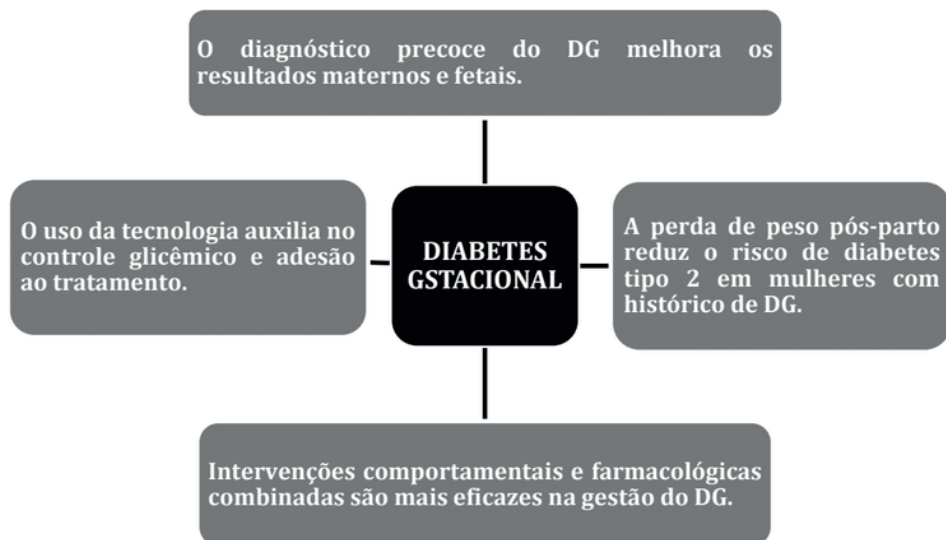 O diagnóstico precoce do DG melhora os
resultados maternos e fetais.
O uso da tecnologia auxilia no
controle glicêmico e adesão
ao tratamento.
DIABETES
GSTACIONAL
A perda de peso pós-parto
reduz o risco de diabetes
tipo 2 em mulheres com
histórico de DG.
Intervenções comportamentais e farmacológicas
combinadas são mais eficazes na gestão do DG.